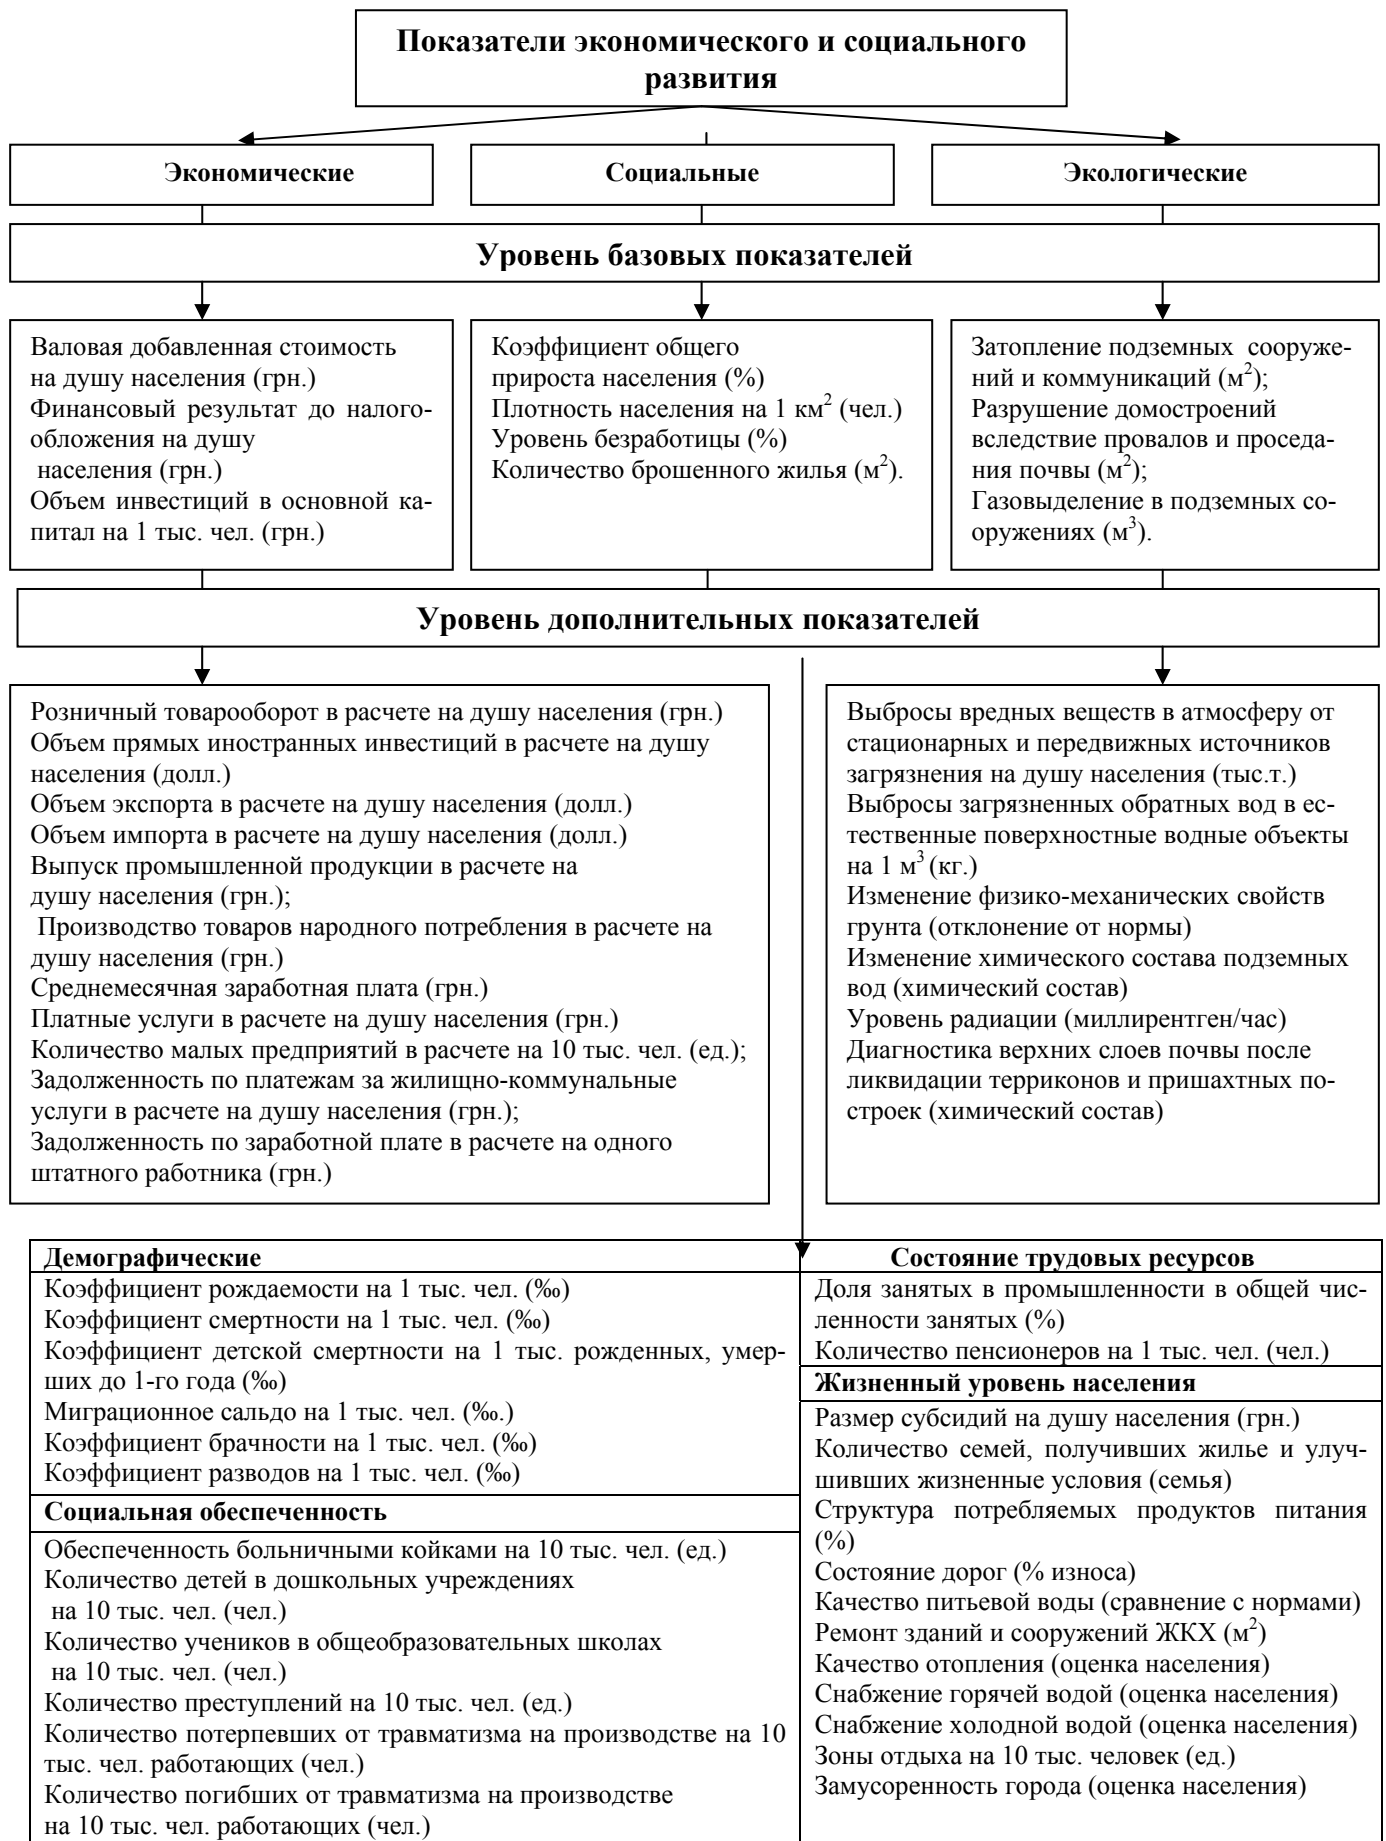 Показатели экономического и социального
развития
Экономические
Социальные
Экологические
Уровень базовых показателей
Валовая добавленная стоимость
на душу населения (грн.)
Финансовый результат до налого-
обложения на душу
населения (грн.)
Объем инвестиций в основной ка-
питал на 1 тыс. чел. (грн.)
Коэффициент общего
прироста населения (%)
Плотность населения на 1 км² (чел.)
Уровень безработицы (%)
Количество брошенного жилья (м²).
Затопление подземных сооруже-
ний и коммуникаций (м²);
Разрушение домостроений
вследствие провалов и проседа-
ния почвы (м²);
Газовыделение в подземных со-
оружениях (м³).
Уровень дополнительных показателей
Розничный товарооборот в расчете на душу населения (грн.)
Объем прямых иностранных инвестиций в расчете на душу
населения (долл.)
Объем экспорта в расчете на душу населения (долл.)
Объем импорта в расчете на душу населения (долл.)
Выпуск промышленной продукции в расчете на
душу населения (грн.);
Производство товаров народного потребления в расчете на
душу населения (грн.)
Среднемесячная заработная плата (грн.)
Платные услуги в расчете на душу населения (грн.)
Количество малых предприятий в расчете на 10 тыс. чел. (ед.);
Задолженность по платежам за жилищно-коммунальные
услуги в расчете на душу населения (грн.);
Задолженность по заработной плате в расчете на одного
штатного работника (грн.)
Выбросы вредных веществ в атмосферу от
стационарных и передвижных источников
загрязнения на душу населения (тыс.т.)
Выбросы загрязненных обратных вод в ес-
тественные поверхностные водные объекты
на 1 м³ (кг.)
Изменение физико-механических свойств
грунта (отклонение от нормы)
Изменение химического состава подземных
вод (химический состав)
Уровень радиации (миллирентген/час)
Диагностика верхних слоев почвы после
ликвидации терриконов и пришахтных по-
строек (химический состав)
Демографические
Коэффициент рождаемости на 1 тыс. чел. (‰)
Коэффициент смертности на 1 тыс. чел. (‰)
Коэффициент детской смертности на 1 тыс. рожденных, умер-
ших до 1-го года (‰)
Миграционное сальдо на 1 тыс. чел. (‰.)
Коэффициент брачности на 1 тыс. чел. (‰)
Коэффициент разводов на 1 тыс. чел. (‰)
Социальная обеспеченность
Обеспеченность больничными койками на 10 тыс. чел. (ед.)
Количество детей в дошкольных учреждениях
на 10 тыс. чел. (чел.)
Количество учеников в общеобразовательных школах
на 10 тыс. чел. (чел.)
Количество преступлений на 10 тыс. чел. (ед.)
Количество потерпевших от травматизма на производстве на 10
тыс. чел. работающих (чел.)
Количество погибших от травматизма на производстве
на 10 тыс. чел. работающих (чел.)
Состояние трудовых ресурсов
Доля занятых в промышленности в общей чис-
ленности занятых (%)
Количество пенсионеров на 1 тыс. чел. (чел.)
Жизненный уровень населения
Размер субсидий на душу населения (грн.)
Количество семей, получивших жилье и улуч-
шивших жизненные условия (семья)
Структура потребляемых продуктов питания
(%)
Состояние дорог (% износа)
Качество питьевой воды (сравнение с нормами)
Ремонт зданий и сооружений ЖКХ (м²)
Качество отопления (оценка населения)
Снабжение горячей водой (оценка населения)
Снабжение холодной водой (оценка населения)
Зоны отдыха на 10 тыс. человек (ед.)
Замусоренность города (оценка населения)